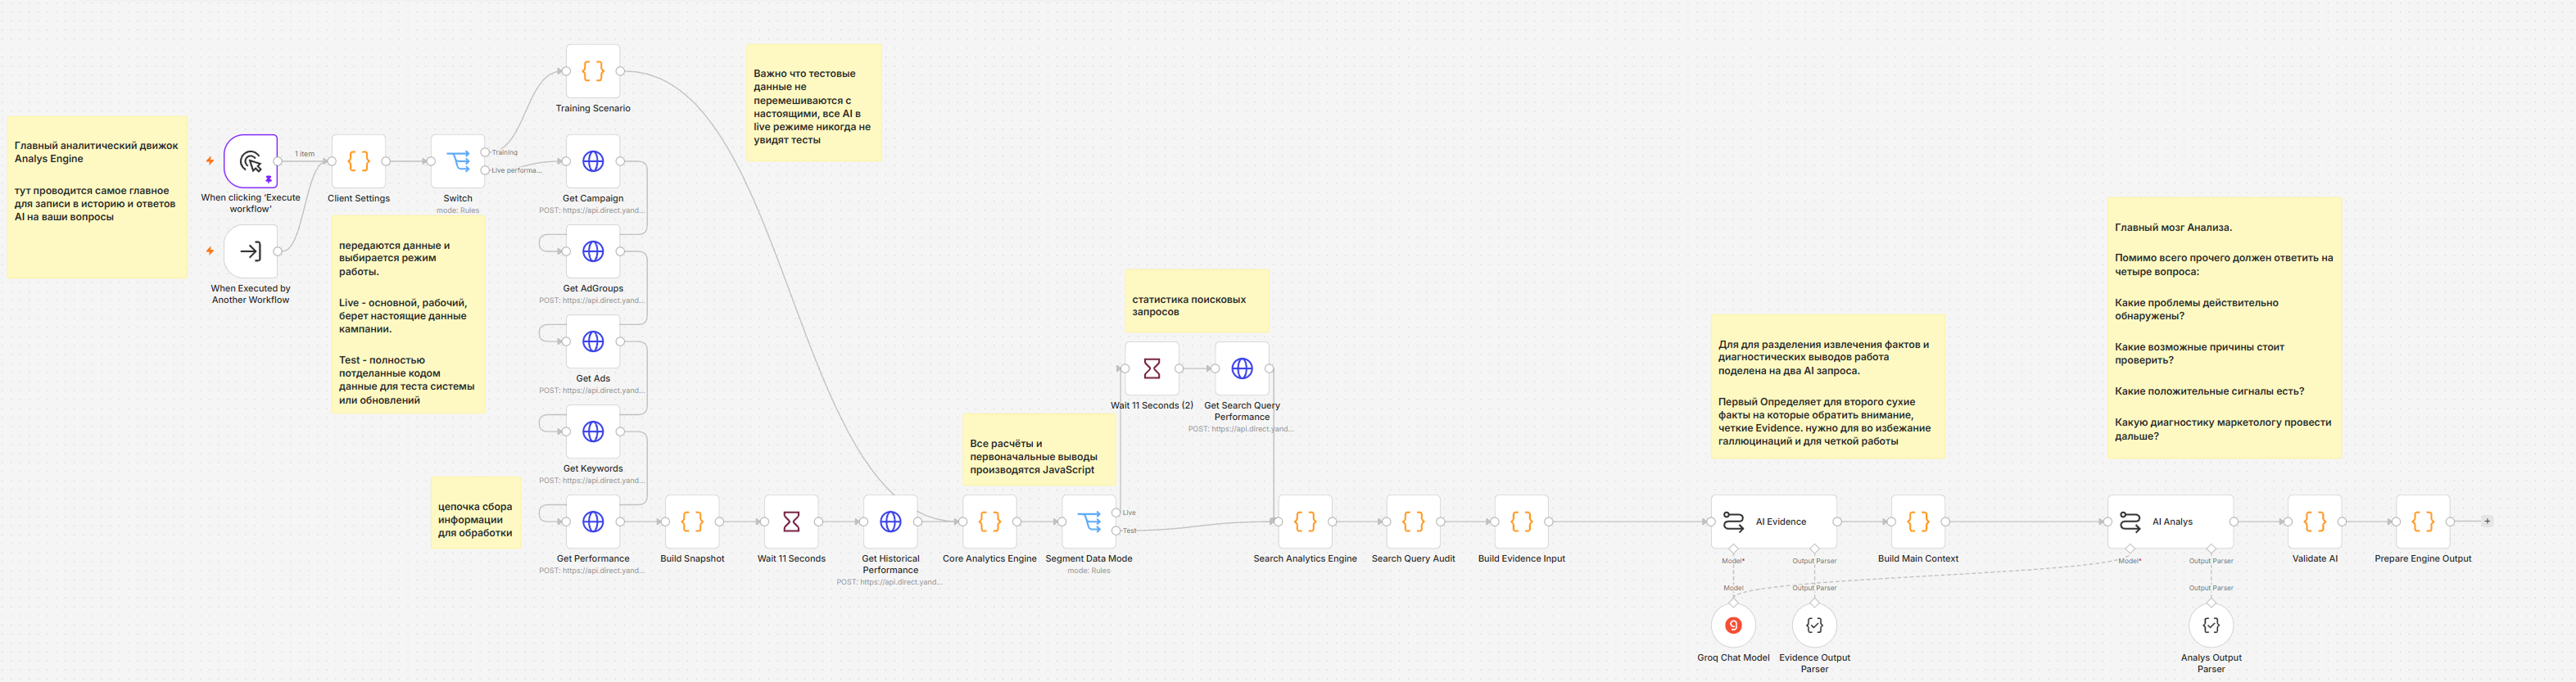 Главный аналитический движок
Analys Engine
тут проводится самое главное
для записи в историю и ответов
AI на ваши вопросы
1 item
When clicking ‘Execute
workflow’
When Executed by
Another Workflow
Client Settings
Switch
mode: Rules
Training
Live performa...
передаются данные и
выбирается режим
работы.
Live - основной, рабочий,
берет настоящие данные
кампании.
Test - полностью
потделанные кодом
данные для теста системы
или обновлений
Training Scenario
Get Campaign
POST: https://api.direct.yand...
Get AdGroups
POST: https://api.direct.yand...
Get Ads
POST: https://api.direct.yand...
Get Keywords
POST: https://api.direct.yand...
цепочка сбора
информации
для обработки
Get Performance
POST: https://api.direct.yand...
Важно что тестовые
данные не
перемешиваются с
настоящими, все AI в
live режиме никогда не
увидят тесты
Build Snapshot
Wait 11 Seconds
Get Historical
Performance
POST: https://api.direct.yand...
Все расчёты и
первоначальные выводы
производятся JavaScript
Core Analytics Engine
Segment Data Mode
mode: Rules
Live
Test
статистика поисковых
запросов
Wait 11 Seconds (2)
Get Search Query
Performance
POST: https://api.direct.yand...
Search Analytics Engine
Search Query Audit
Build Evidence Input
Для для разделения извлечения фактов и
диагностических выводов работа
поделена на два AI запроса.
Первый Определяет для второго сухие
факты на которые обратить внимание,
четкие Evidence. нужно для во избежание
галлюцинаций и для четкой работы
AI Evidence
Model*
Output Parser
Model
Output Parser
Groq Chat Model
Evidence Output
Parser
Build Main Context
Главный мозг Анализа.
Помимо всего прочего должен ответить на
четыре вопроса:
Какие проблемы действительно
обнаружены?
Какие возможные причины стоит
проверить?
Какие положительные сигналы есть?
Какую диагностику маркетологу провести
дальше?
AI Analys
Model*
Output Parser
Output Parser
Analys Output
Parser
Validate AI
Prepare Engine Output